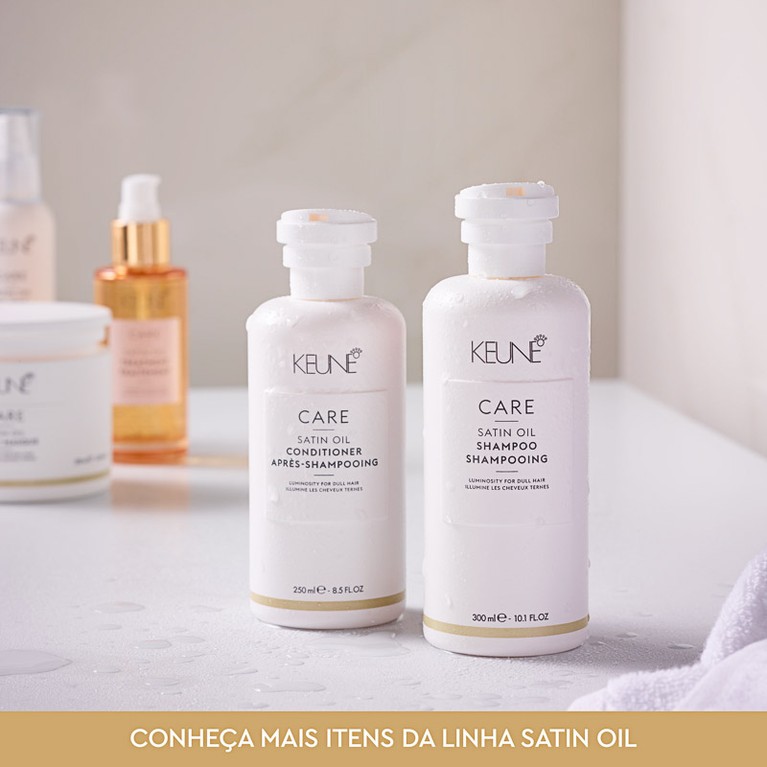 KEUNE
CARE
SATIN OIL
CONDITIONER
APRÈS-SHAMPOOING
LUMINOSITY FOR DULL HAIR
ILLUMINE LES CHEVEUX TERNES
250 ml ℮ - 8.5 FL.OZ
KEUNE
CARE
SATIN OIL
SHAMPOO
SHAMPOOING
LUMINOSITY FOR DULL HAIR
ILLUMINE LES CHEVEUX TERNES
300 ml ℮ - 10.1 FL.OZ
CARE
CONHEÇA MAIS ITENS DA LINHA SATIN OIL